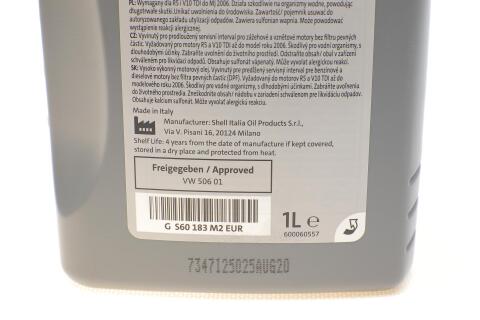 PL: Wymagany dla R5 i V10 TDI do MJ 2006. Działa szkodliwie na organizmy wodne, powodując
długotrwałe skutki. Unikać uwolnienia do środowiska. Zawartość/ pojemnik usuwać do
autoryzowanego zakładu utylizacji odpadów. Zawiera sulfonian wapnia. Może powodować
wystąpienie reakcji alergicznej.
CZ: Vyvinutý pro prodloužený servisní interval pro zážehové a vznětové motory bez filtru pevných
částic. Vyžadovaný pro motory R5 a V10 TDI až do model roku 2006. Škodlivý pro vodní organismy, s
dlouhodobými účinky. Zabraňte uvolnění do životního prostředí. Odstraňte obsah/obal v zařízení
schváleném pro likvidaci odpadů. Obsahuje sulfonát vápenatý. Může vyvolat alergickou reakci.
SK: Vysoko výkonný motorový olej. Vyvinutý pre predĺžený servisný interval pre benzínové a
dieselové motory bez filtra pevných častíc (DPF). Vyžadovaný pre motory R5 a V10 TDI až do model roku
2006. Škodlivý pre vodné organizmy, s dlhodobými účinkami. Zabráňte uvoľneniu
do životného prostredia. Zneškodnite obsah/ nádobu v zariadení schválenom pre likvidáciu odpadov.
Obsahuje kalcium sulfonát. Môže vyvolať alergickú reakciu.
Made in Italy
Manufacturer: Shell Italia Oil Products S.r.l.,
Via V. Pisani 16, 20124 Milano
Shelf Life: 4 years from the date of manufacture if kept covered,
stored in a dry place and protected from heat.
Freigegeben / Approved
VW 506 01
G S60 183 M2 EUR
1L e
600060557
7347125025AUG20